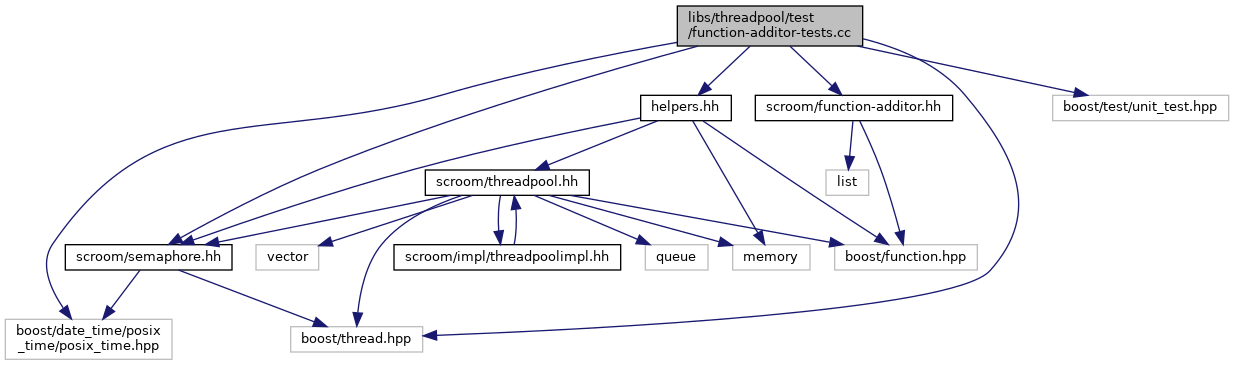 libs/threadpool/test
/function-additor-tests.cc
helpers.hh
scroom/function-additor.hh
boost/test/unit_test.hpp
scroom/threadpool.hh
list
scroom/semaphore.hh
vector
scroom/impl/threadpoolimpl.hh
queue
memory
boost/function.hpp
boost/date_time/posix
_time/posix_time.hpp
boost/thread.hpp